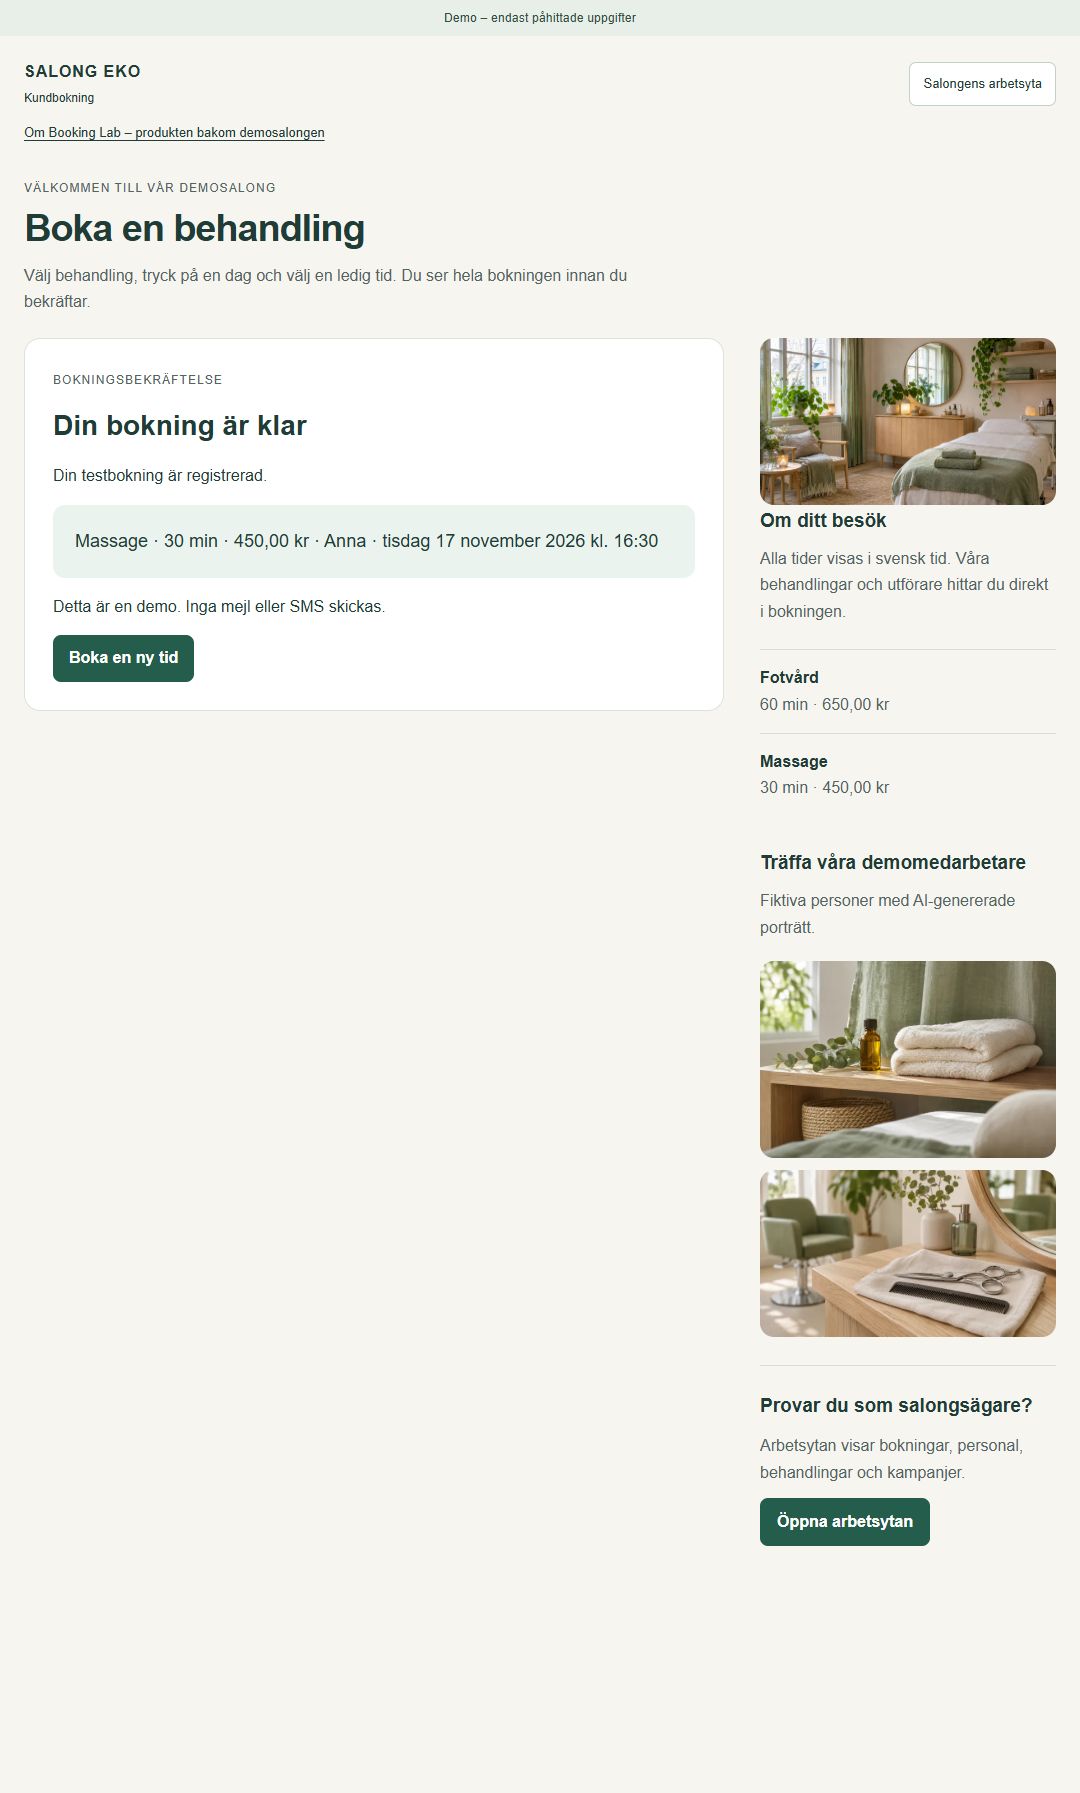 Demo – endast påhittade uppgifter
SALONG EKO
Kundbokning
Salongens arbetsyta
Om Booking Lab – produkten bakom demosalongen
VÄLKOMMEN TILL VÅR DEMOSALONG
Boka en behandling
Välj behandling, tryck på en dag och välj en ledig tid. Du ser hela bokningen innan du
bekräftar.
BOKNINGSBEKRÄFTELSE
Din bokning är klar
Din testbokning är registrerad.
Massage · 30 min · 450,00 kr · Anna · tisdag 17 november 2026 kl. 16:30
Detta är en demo. Inga mejl eller SMS skickas.
Boka en ny tid
Om ditt besök
Alla tider visas i svensk tid. Våra
behandlingar och utförare hittar du direkt
i bokningen.
Fotvård
60 min · 650,00 kr
Massage
30 min · 450,00 kr
Träffa våra demomedarbetare
Fiktiva personer med AI-genererade
porträtt.
Provar du som salongsägare?
Arbetsytan visar bokningar, personal,
behandlingar och kampanjer.
Öppna arbetsytan